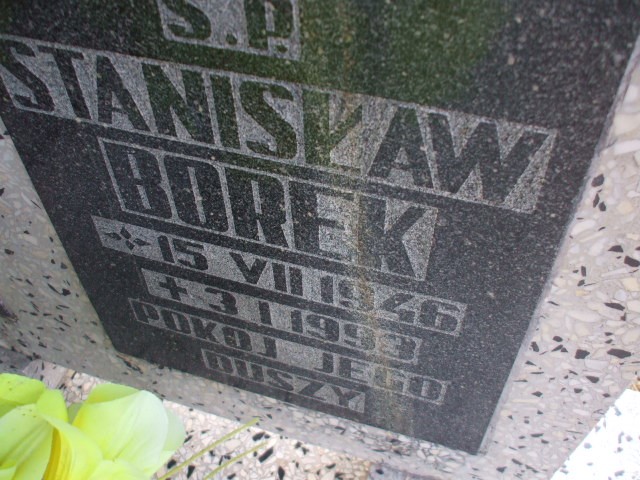 Ś.P.
STANISŁAW
BOREK
15 VII 1946
+ 3 I 1993
POKÓJ JEGO
DUSZY